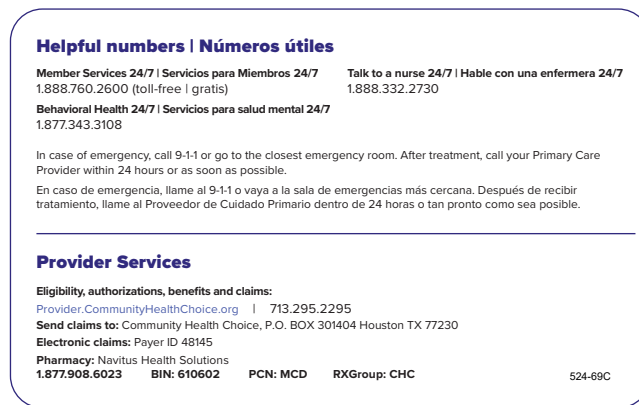 Helpful numbers | Números útiles
Member Services 24/7 | Servicios para Miembros 24/7
1.888.760.2600 (toll-free | gratis)
Talk to a nurse 24/7 | Hable con una enfermera 24/7
1.888.332.2730
Behavioral Health 24/7 | Servicios para salud mental 24/7
1.877.343.3108
In case of emergency, call 9-1-1 or go to the closest emergency room. After treatment, call your Primary Care
Provider within 24 hours or as soon as possible.
En caso de emergencia, llame al 9-1-1 o vaya a la sala de emergencias más cercana. Después de recibir
tratamiento, llame al Proveedor de Cuidado Primario dentro de 24 horas o tan pronto como sea posible.
Provider Services
Eligibility, authorizations, benefits and claims:
Provider.CommunityHealthChoice.org | 713.295.2295
Send claims to: Community Health Choice, P.O. BOX 301404 Houston TX 77230
Electronic claims: Payer ID 48145
Pharmacy: Navitus Health Solutions
1.877.908.6023 BIN: 610602 PCN: MCD RXGroup: CHC
524-69C